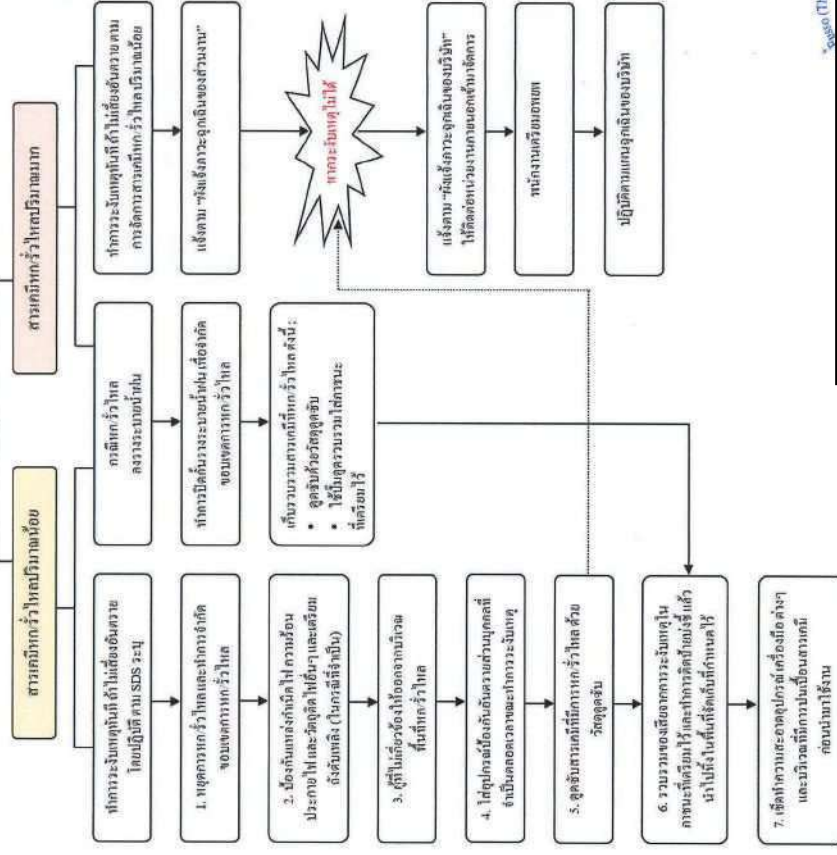 สารเคมีหก/รั่วไหลปริมาณน้อย
ทำการระงับเหตุทันที ถ้าไม่เสี่ยงอันตราย
โดยปฏิบัติ ตาม SDS ระบุ
1. หยุดการหก/รั่วไหลและทำการจำกัด
ขอบเขตการหก/รั่วไหล
2. ป้องกันแหล่งกำเนิดไฟ ความร้อน
ประกายไฟ และวัตถุติดไฟอื่นๆ และเตรียม
ถังดับเพลิง (ในกรณีที่จำเป็น)
3. ผู้ที่ไม่เกี่ยวข้องให้ออกจากบริเวณ
พื้นที่หก/รั่วไหล
4. ใส่อุปกรณ์ป้องกันอันตรายส่วนบุคคลที่
จำเป็นตลอดเวลาขณะทำการระงับเหตุ
5. ดูดซับสารเคมีที่มีการหก/รั่วไหล ด้วย
วัสดุดูดซับ
6. รวบรวมของเสียจากการระงับเหตุใน
ภาชนะที่เตรียมไว้ และทำการติดป้ายบ่งชี้ แล้ว
นำไปทิ้งในพื้นที่จัดเก็บที่กำหนดไว้
7. เช็ดทำความสะอาดอุปกรณ์ เครื่องมือ ต่างๆ
และบริเวณที่มีการปนเปื้อนสารเคมี
ก่อนนำมาใช้งาน
กรณีหก/รั่วไหล
ลงรางระบายน้ำฝน
ทำการปิดกั้นรางระบายน้ำฝน เพื่อจำกัด
ขอบเขตการหก/รั่วไหล
เก็บรวบรวมสารเคมีที่หก/รั่วไหล ดังนี้ ;
• ดูดซับด้วยวัสดุดูดซับ
• ใช้ปั๊มดูดรวบรวมใส่ภาชนะ
ที่เตรียมไว้
สารเคมีหก/รั่วไหลปริมาณมาก
ทำการระงับเหตุทันที ถ้าไม่เสี่ยงอันตราย ตาม
การจัดการสารเคมีหก/รั่วไหล ปริมาณน้อย
แจ้งตาม "ผังแจ้งภาวะฉุกเฉินของส่วนงาน"
หากระงับเหตุไม่ได้
แจ้งตาม "ผังแจ้งภาวะฉุกเฉินของบริษัท"
ให้ติดต่อหน่วยงานภายนอกเข้ามาจัดการ
พนักงานเตรียมอพยพ
ปฏิบัติตามแผนฉุกเฉินของบริษัท